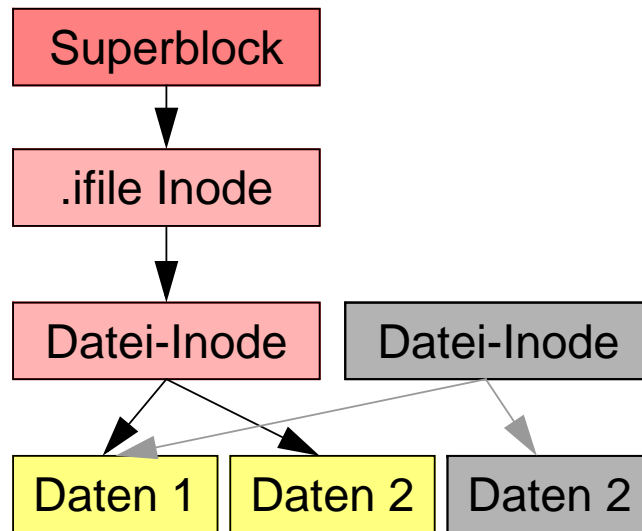 Superblock
.ifile Inode
Datei-Inode
Datei-Inode
Daten 1
Daten 2
Daten 2